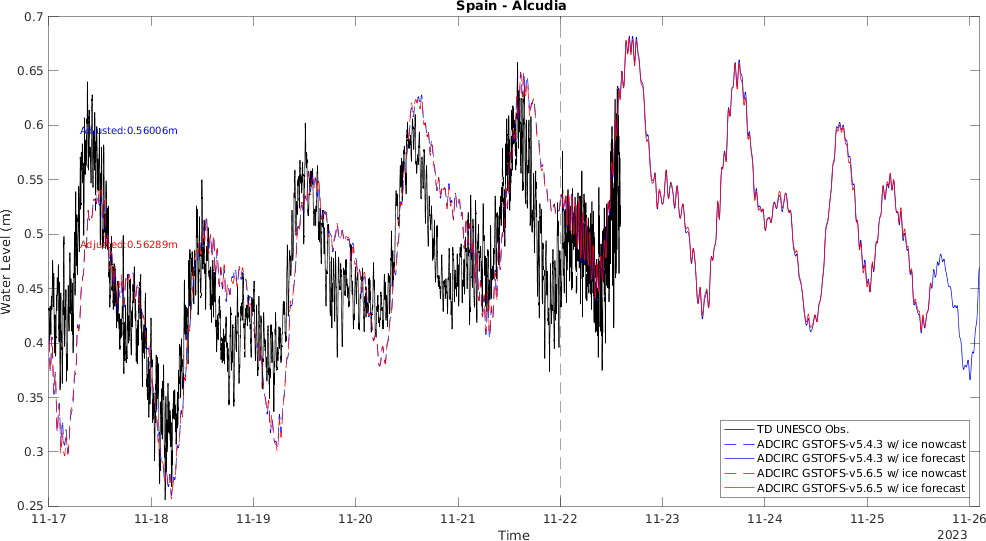 Spain - Alcudia
0.7
0.65
0.6
0.55
0.5
0.45
0.4
0.35
0.3
0.25
Water Level (m)
Adjusted:0.56006m
Adjusted:0.56289m
TD UNESCO Obs.
ADCIRC GSTOFS-v5.4.3 w/ ice nowcast
ADCIRC GSTOFS-v5.4.3 w/ ice forecast
ADCIRC GSTOFS-v5.6.5 w/ ice nowcast
ADCIRC GSTOFS-v5.6.5 w/ ice forecast
11-17 11-18 11-19 11-20 11-21 11-22 11-23 11-24 11-25 11-26
Time
2023